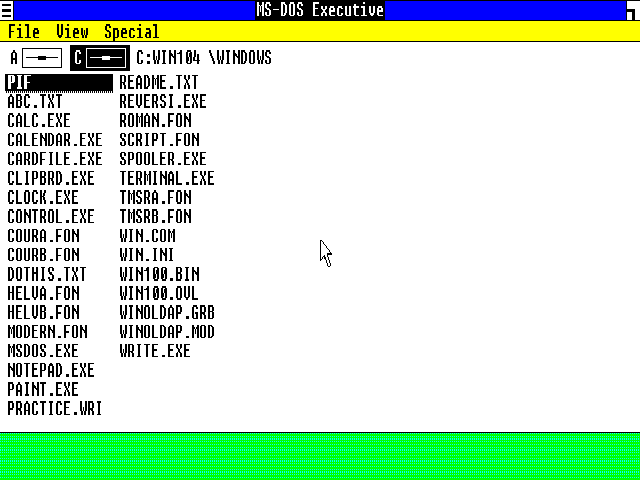 MS-DOS Executive
File View Special
A C C:WIN104 \WINDOWS
PIF README.TXT
ABC.TXT REVERSI.EXE
CALC.EXE ROMAN.FON
CALENDAR.EXE SCRIPT.FON
CARDFILE.EXE SPOOLER.EXE
CLIPBRD.EXE TERMINAL.EXE
CLOCK.EXE TMSRA.FON
CONTROL.EXE TMSRB.FON
COURA.FON WIN.COM
COURB.FON WIN.INI
DOTHIS.TXT WIN100.BIN
HELVA.FON WIN100.OVL
HELVB.FON WINOLDAP.GRB
MODERN.FON WINOLDAP.MOD
MSDOS.EXE WRITE.EXE
NOTEPAD.EXE
PAINT.EXE
PRACTICE.WRI